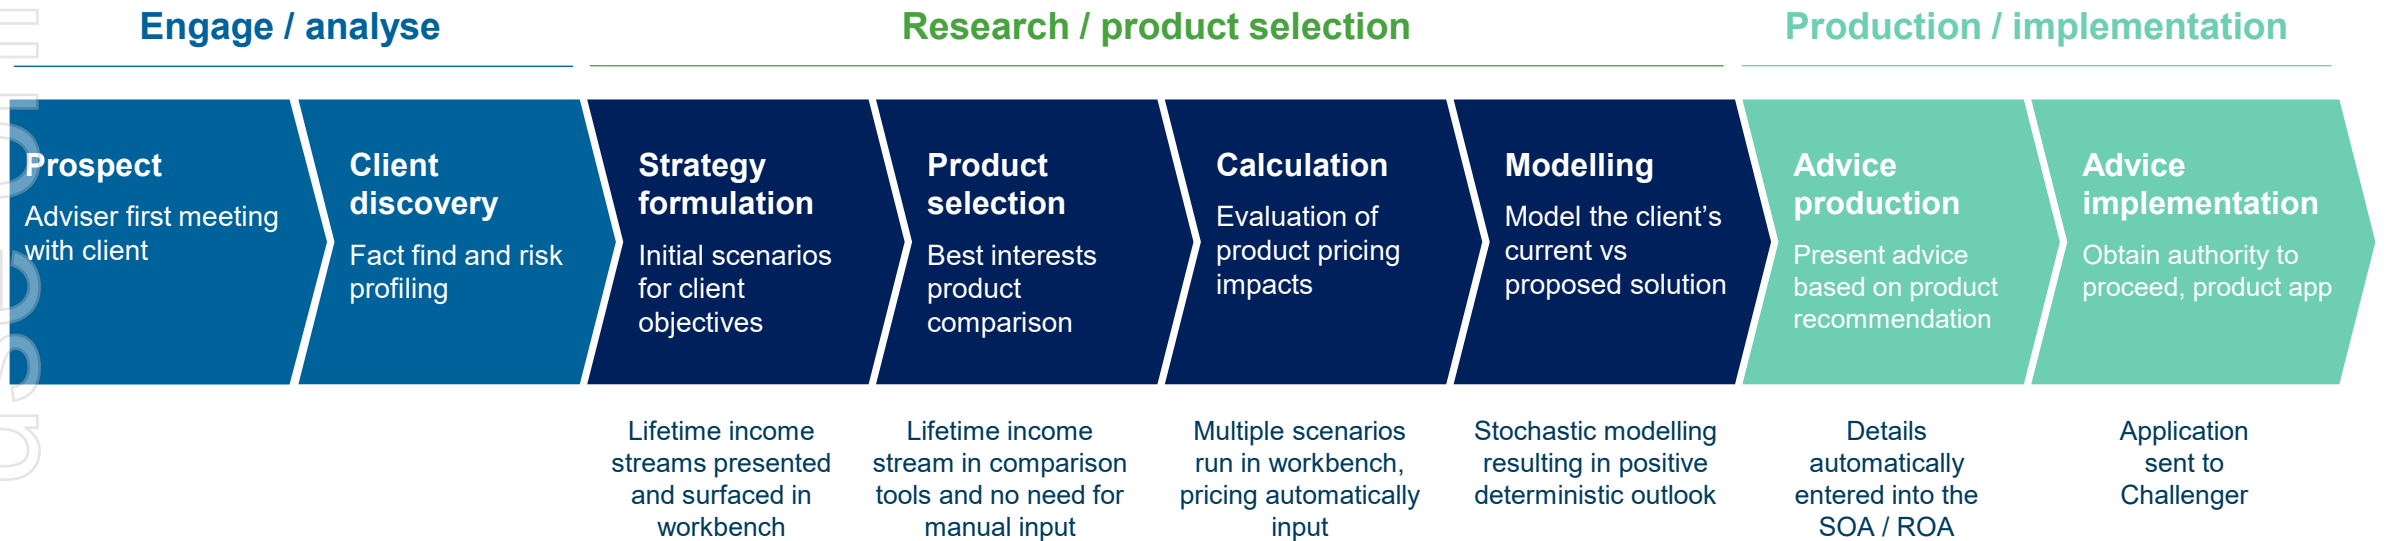 Engage / analyse
Research / product selection
Production / implementation
Prospect
Adviser first meeting
with client
Client
discovery
Fact find and risk
profiling
Strategy
formulation
Initial scenarios
for client
objectives
Product
selection
Best interests
product
comparison
Calculation
Evaluation of
product pricing
impacts
Modelling
Model the client’s
current vs
proposed solution
Advice
production
Present advice
based on product
recommendation
Advice
implementation
Obtain authority to
proceed, product app
Lifetime income
streams presented
and surfaced in
workbench
Lifetime income
stream in comparison
tools and no need for
manual input
Multiple scenarios
run in workbench,
pricing automatically
input
Stochastic modelling
resulting in positive
deterministic outlook
Details
automatically
entered into the
SOA / ROA
Application
sent to
Challenger